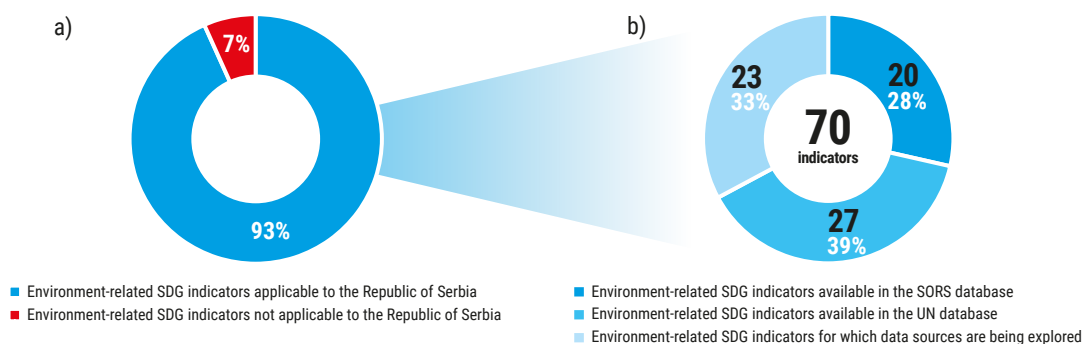 a)
7%
93%
Environment-related SDG indicators applicable to the Republic of Serbia
Environment-related SDG indicators not applicable to the Republic of Serbia
b)
23
33%
20
28%
70
indicators
27
39%
Environment-related SDG indicators available in the SORS database
Environment-related SDG indicators available in the UN database
Environment-related SDG indicators for which data sources are being explored